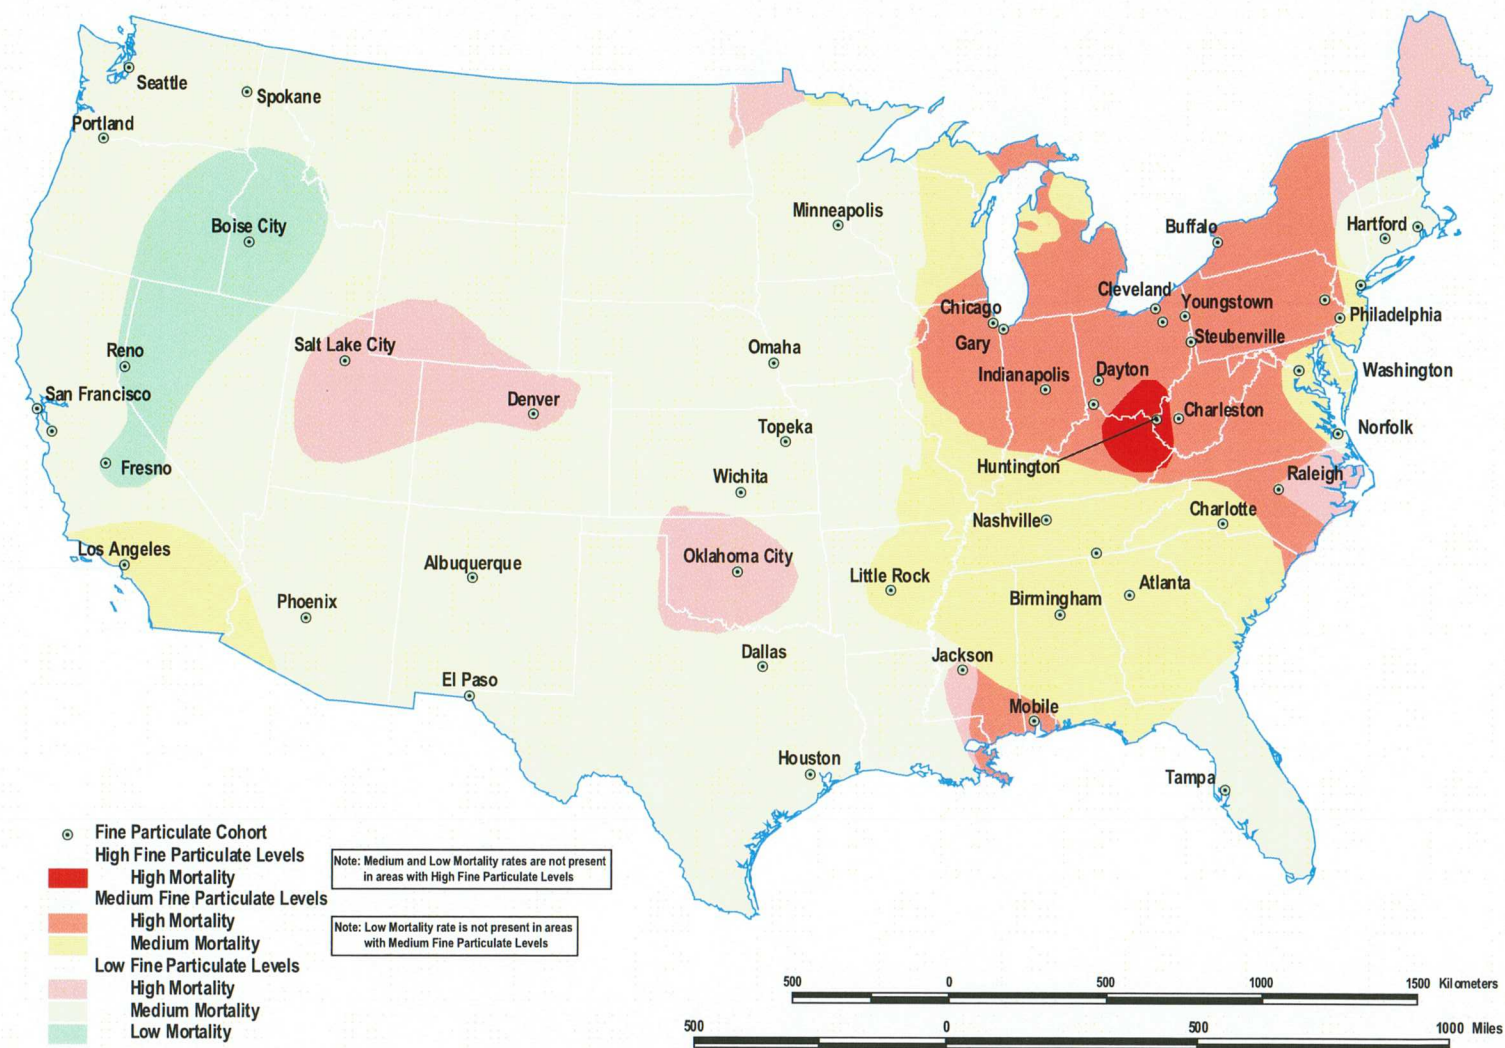 Seattle
Spokane
Portland
Minneapolis
Boise City
Buffalo
Hartford
Cleveland
Youngstown
Chicago
Philadelphia
Steubenville
Gary
Salt Lake City
Omaha
Reno
Dayton
Washington
Indianapolis
San Francisco
Denver
Charleston
Topeka
Norfolk
Huntington
Fresno
Wichita
Raleigh
Charlotte
Nashville
Los Angeles
Oklahoma City
Albuquerque
Little Rock
Atlanta
Phoenix
Birmingham
Dallas
Jackson
El Paso
Mobile
Houston
Tampa
Fine Particulate Cohort
High Fine Particulate Levels
High Mortality
Note: Medium and Low Mortality rates are not present
in areas with High Fine Particulate Levels
Medium Fine Particulate Levels
High Mortality
Medium Mortality
Note: Low Mortality rate is not present in areas
with Medium Fine Particulate Levels
Low Fine Particulate Levels
High Mortality
Medium Mortality
Low Mortality
500 0 500 1000 1500 Kilometers
500 0 500 1000 Miles